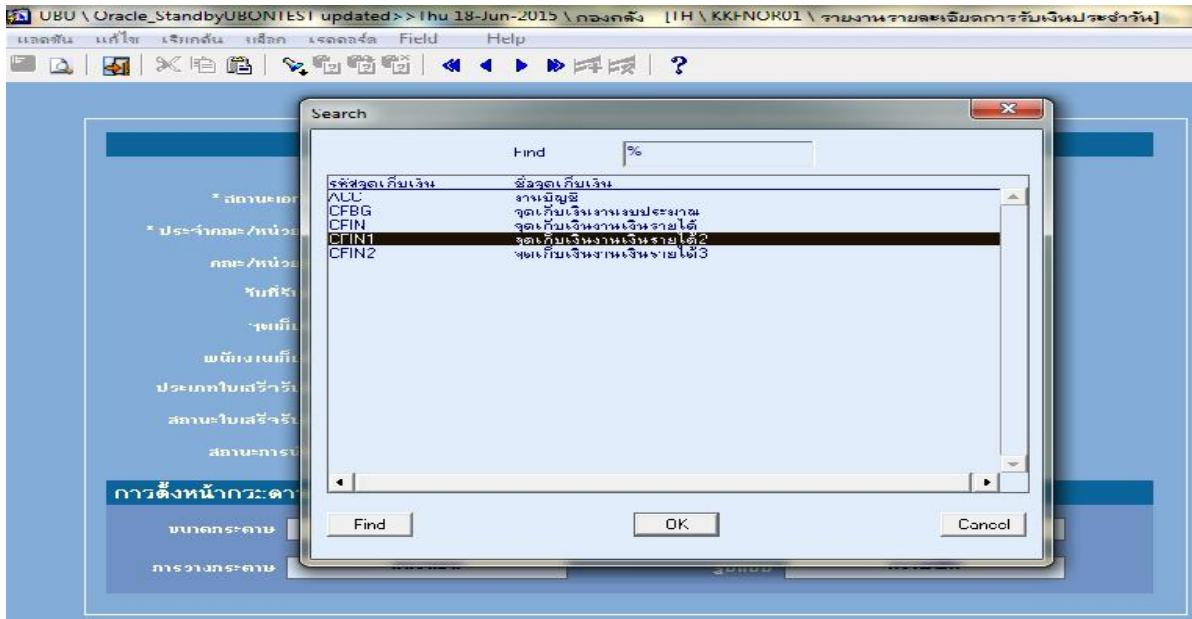 UBU \ Oracle_StandbyUBONTEST updated>>Thu 18-Jun-2015 \ กองคลัง [TH \ KKFNOR01 \ รายงานรายละเอียดการรับเงินประจำวัน]
แอคชัน แก้ไข เรียกค้น บล็อก เรคคอร์ด Field Help
Search
Find %
รหัสจุดเก็บเงิน ชื่อจุดเก็บเงิน
ACC งานบัญชี
CFBG จุดเก็บเงินงานงบประมาณ
CFIN จุดเก็บเงินงานเงินรายได้
CFIN1 จุดเก็บเงินงานเงินรายได้2
CFIN2 จุดเก็บเงินงานเงินรายได้3
* สถานะเอก
* ประจำคณะ/หน่วย
คณะ/หน่วย
วันที่รับ
จุดเก็บ
พนักงานเก็บ
ประเภทใบเสร็จรับ
สถานะใบเสร็จรับ
สถานะการ
Find OK Cancel
การตั้งหน้ากระดา
ขนาดกระดาษ
การวางกระดาษ รูปแบบ